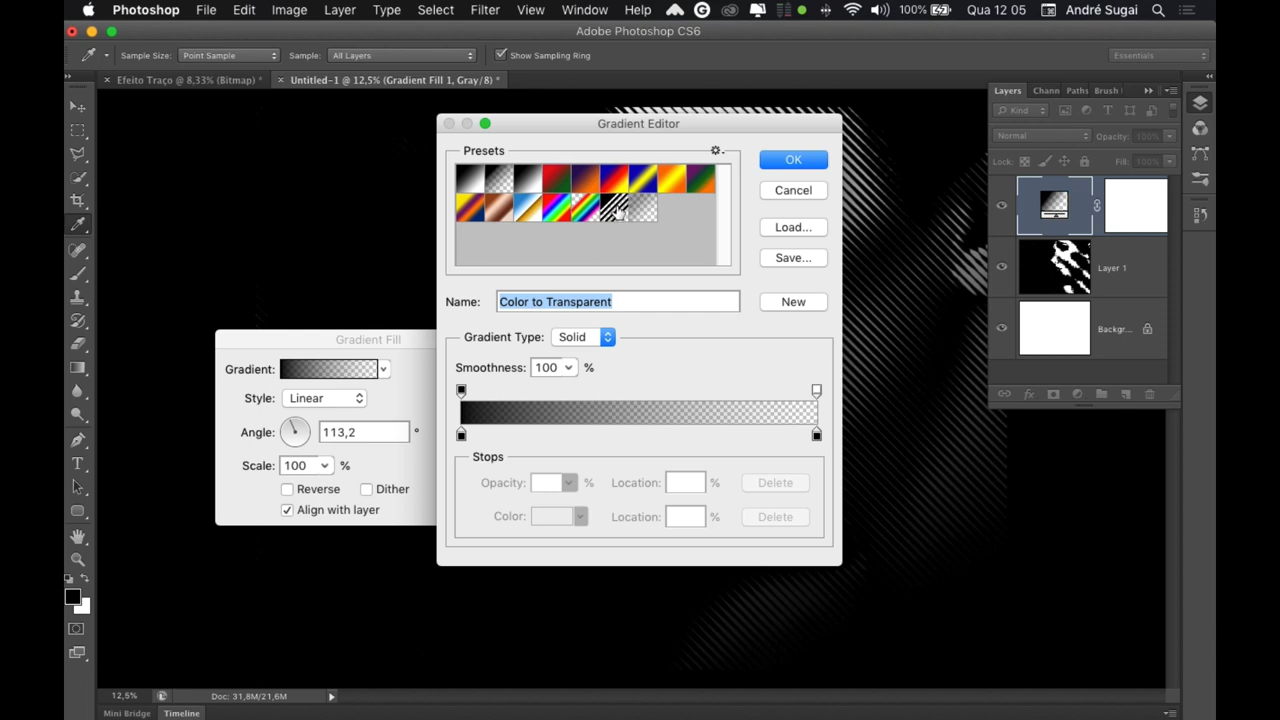 Photoshop File Edit Image Layer Type Select Filter View Window Help 100% Qua 12 05 André Sugai
Adobe Photoshop CS6
Sample Size: Point Sample Sample: All Layers Show Sampling Ring Essentials
Efeito Traço @ 8,33% (Bitmap) * Untitled-1 @ 12,5% (Gradient Fill 1, Gray/8) *
Layers Chann Paths Brush
Kind
Normal Opacity: 100%
Lock: Fill: 100%
Layer 1
Backgr...
Gradient Editor
Presets
OK
Cancel
Load...
Save...
Name: Color to Transparent New
Gradient Type: Solid
Smoothness: 100 %
Stops
Opacity: % Location: % Delete
Color: Location: % Delete
Gradient Fill
Gradient:
Style: Linear
Angle: 113,2 °
Scale: 100 %
Reverse Dither
Align with layer
12,5% Doc: 31,8M/21,6M
Mini Bridge Timeline